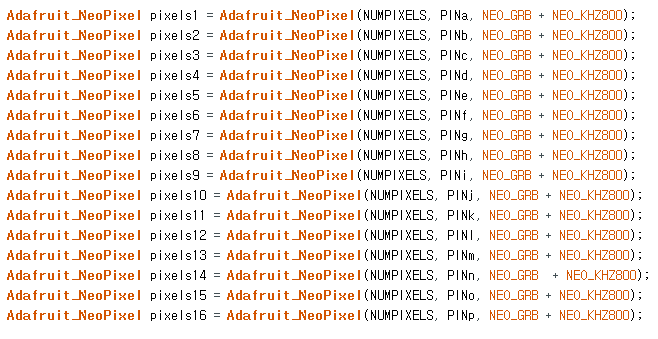 Adafruit_NeoPixel pixels1 = Adafruit_NeoPixel(NUMPIXELS, PINa, NEO_GRB + NEO_KHZ800);
Adafruit_NeoPixel pixels2 = Adafruit_NeoPixel(NUMPIXELS, PINb, NEO_GRB + NEO_KHZ800);
Adafruit_NeoPixel pixels3 = Adafruit_NeoPixel(NUMPIXELS, PINc, NEO_GRB + NEO_KHZ800);
Adafruit_NeoPixel pixels4 = Adafruit_NeoPixel(NUMPIXELS, PINd, NEO_GRB + NEO_KHZ800);
Adafruit_NeoPixel pixels5 = Adafruit_NeoPixel(NUMPIXELS, PINe, NEO_GRB + NEO_KHZ800);
Adafruit_NeoPixel pixels6 = Adafruit_NeoPixel(NUMPIXELS, PINf, NEO_GRB + NEO_KHZ800);
Adafruit_NeoPixel pixels7 = Adafruit_NeoPixel(NUMPIXELS, PINg, NEO_GRB + NEO_KHZ800);
Adafruit_NeoPixel pixels8 = Adafruit_NeoPixel(NUMPIXELS, PINh, NEO_GRB + NEO_KHZ800);
Adafruit_NeoPixel pixels9 = Adafruit_NeoPixel(NUMPIXELS, PINi, NEO_GRB + NEO_KHZ800);
Adafruit_NeoPixel pixels10 = Adafruit_NeoPixel(NUMPIXELS, PINj, NEO_GRB + NEO_KHZ800);
Adafruit_NeoPixel pixels11 = Adafruit_NeoPixel(NUMPIXELS, PINk, NEO_GRB + NEO_KHZ800);
Adafruit_NeoPixel pixels12 = Adafruit_NeoPixel(NUMPIXELS, PINl, NEO_GRB + NEO_KHZ800);
Adafruit_NeoPixel pixels13 = Adafruit_NeoPixel(NUMPIXELS, PINm, NEO_GRB + NEO_KHZ800);
Adafruit_NeoPixel pixels14 = Adafruit_NeoPixel(NUMPIXELS, PINn, NEO_GRB  + NEO_KHZ800);
Adafruit_NeoPixel pixels15 = Adafruit_NeoPixel(NUMPIXELS, PINo, NEO_GRB + NEO_KHZ800);
Adafruit_NeoPixel pixels16 = Adafruit_NeoPixel(NUMPIXELS, PINp, NEO_GRB + NEO_KHZ800);